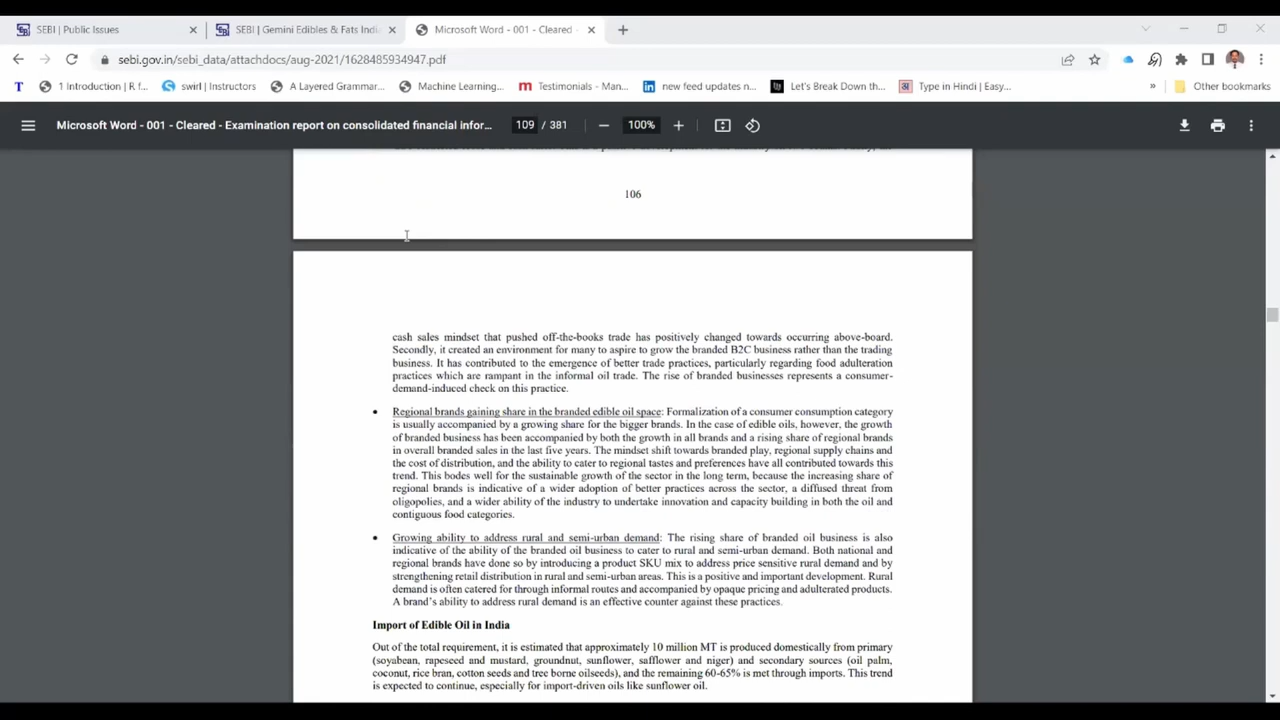 SEBI | Public Issues
SEBI | Gemini Edibles & Fats Indi
Microsoft Word - 001 - Cleared -
sebi.gov.in/sebi_data/attachdocs/aug-2021/1628485934947.pdf
T
1 Introduction | R f...
swirl | Instructors
A Layered Grammar...
Machine Learning...
Testimonials - Man...
new feed updates n...
Let's Break Down th...
Type in Hindi | Easy...
»
Other bookmarks
Microsoft Word - 001 - Cleared - Examination report on consolidated financial infor...
109 / 381
100%
106
cash sales mindset that pushed off-the-books trade has positively changed towards occurring above-board.
Secondly, it created an environment for many to aspire to grow the branded B2C business rather than the trading
business. It has contributed to the emergence of better trade practices, particularly regarding food adulteration
practices which are rampant in the informal oil trade. The rise of branded businesses represents a consumer-
demand-induced check on this practice.
• Regional brands gaining share in the branded edible oil space: Formalization of a consumer consumption category
is usually accompanied by a growing share for the bigger brands. In the case of edible oils, however, the growth
of branded business has been accompanied by both the growth in all brands and a rising share of regional brands
in overall branded sales in the last five years. The mindset shift towards branded play, regional supply chains and
the cost of distribution, and the ability to cater to regional tastes and preferences have all contributed towards this
trend. This bodes well for the sustainable growth of the sector in the long term, because the increasing share of
regional brands is indicative of a wider adoption of better practices across the sector, a diffused threat from
oligopolies, and a wider ability of the industry to undertake innovation and capacity building in both the oil and
contiguous food categories.
• Growing ability to address rural and semi-urban demand: The rising share of branded oil business is also
indicative of the ability of the branded oil business to cater to rural and semi-urban demand. Both national and
regional brands have done so by introducing a product SKU mix to address price sensitive rural demand and by
strengthening retail distribution in rural and semi-urban areas. This is a positive and important development. Rural
demand is often catered for through informal routes and accompanied by opaque pricing and adulterated products.
A brand's ability to address rural demand is an effective counter against these practices.
Import of Edible Oil in India
Out of the total requirement, it is estimated that approximately 10 million MT is produced domestically from primary
(soyabean, rapeseed and mustard, groundnut, sunflower, safflower and niger) and secondary sources (oil palm,
coconut, rice bran, cotton seeds and tree borne oilseeds), and the remaining 60-65% is met through imports. This trend
is expected to continue, especially for import-driven oils like sunflower oil.